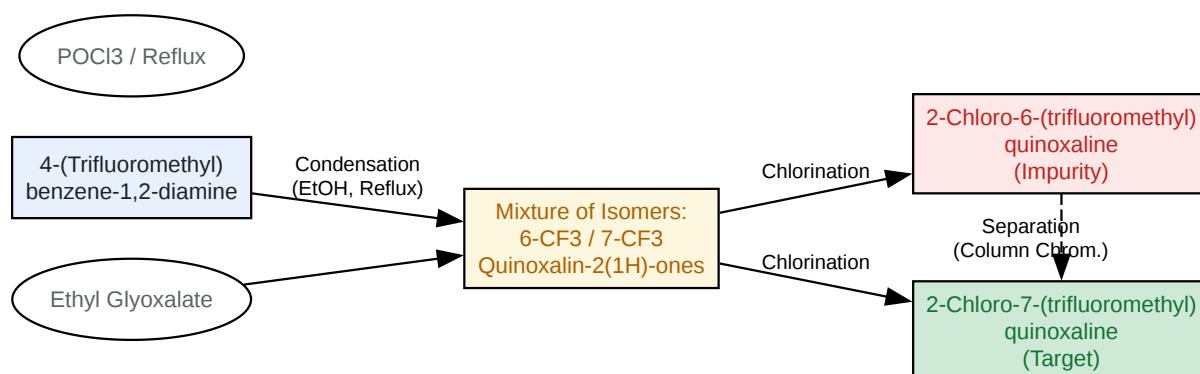 POCl3 / Reflux
4-(Trifluoromethyl)
benzene-1,2-diamine
Ethyl Glyoxalate
Condensation
(EtOH, Reflux)
Mixture of Isomers:
6-CF3 / 7-CF3
Quinoxalin-2(1H)-ones
Chlorination
Chlorination
2-Chloro-6-(trifluoromethyl)
quinoxaline
(Impurity)
Separation
(Column Chrom.)
2-Chloro-7-(trifluoromethyl)
quinoxaline
(Target)